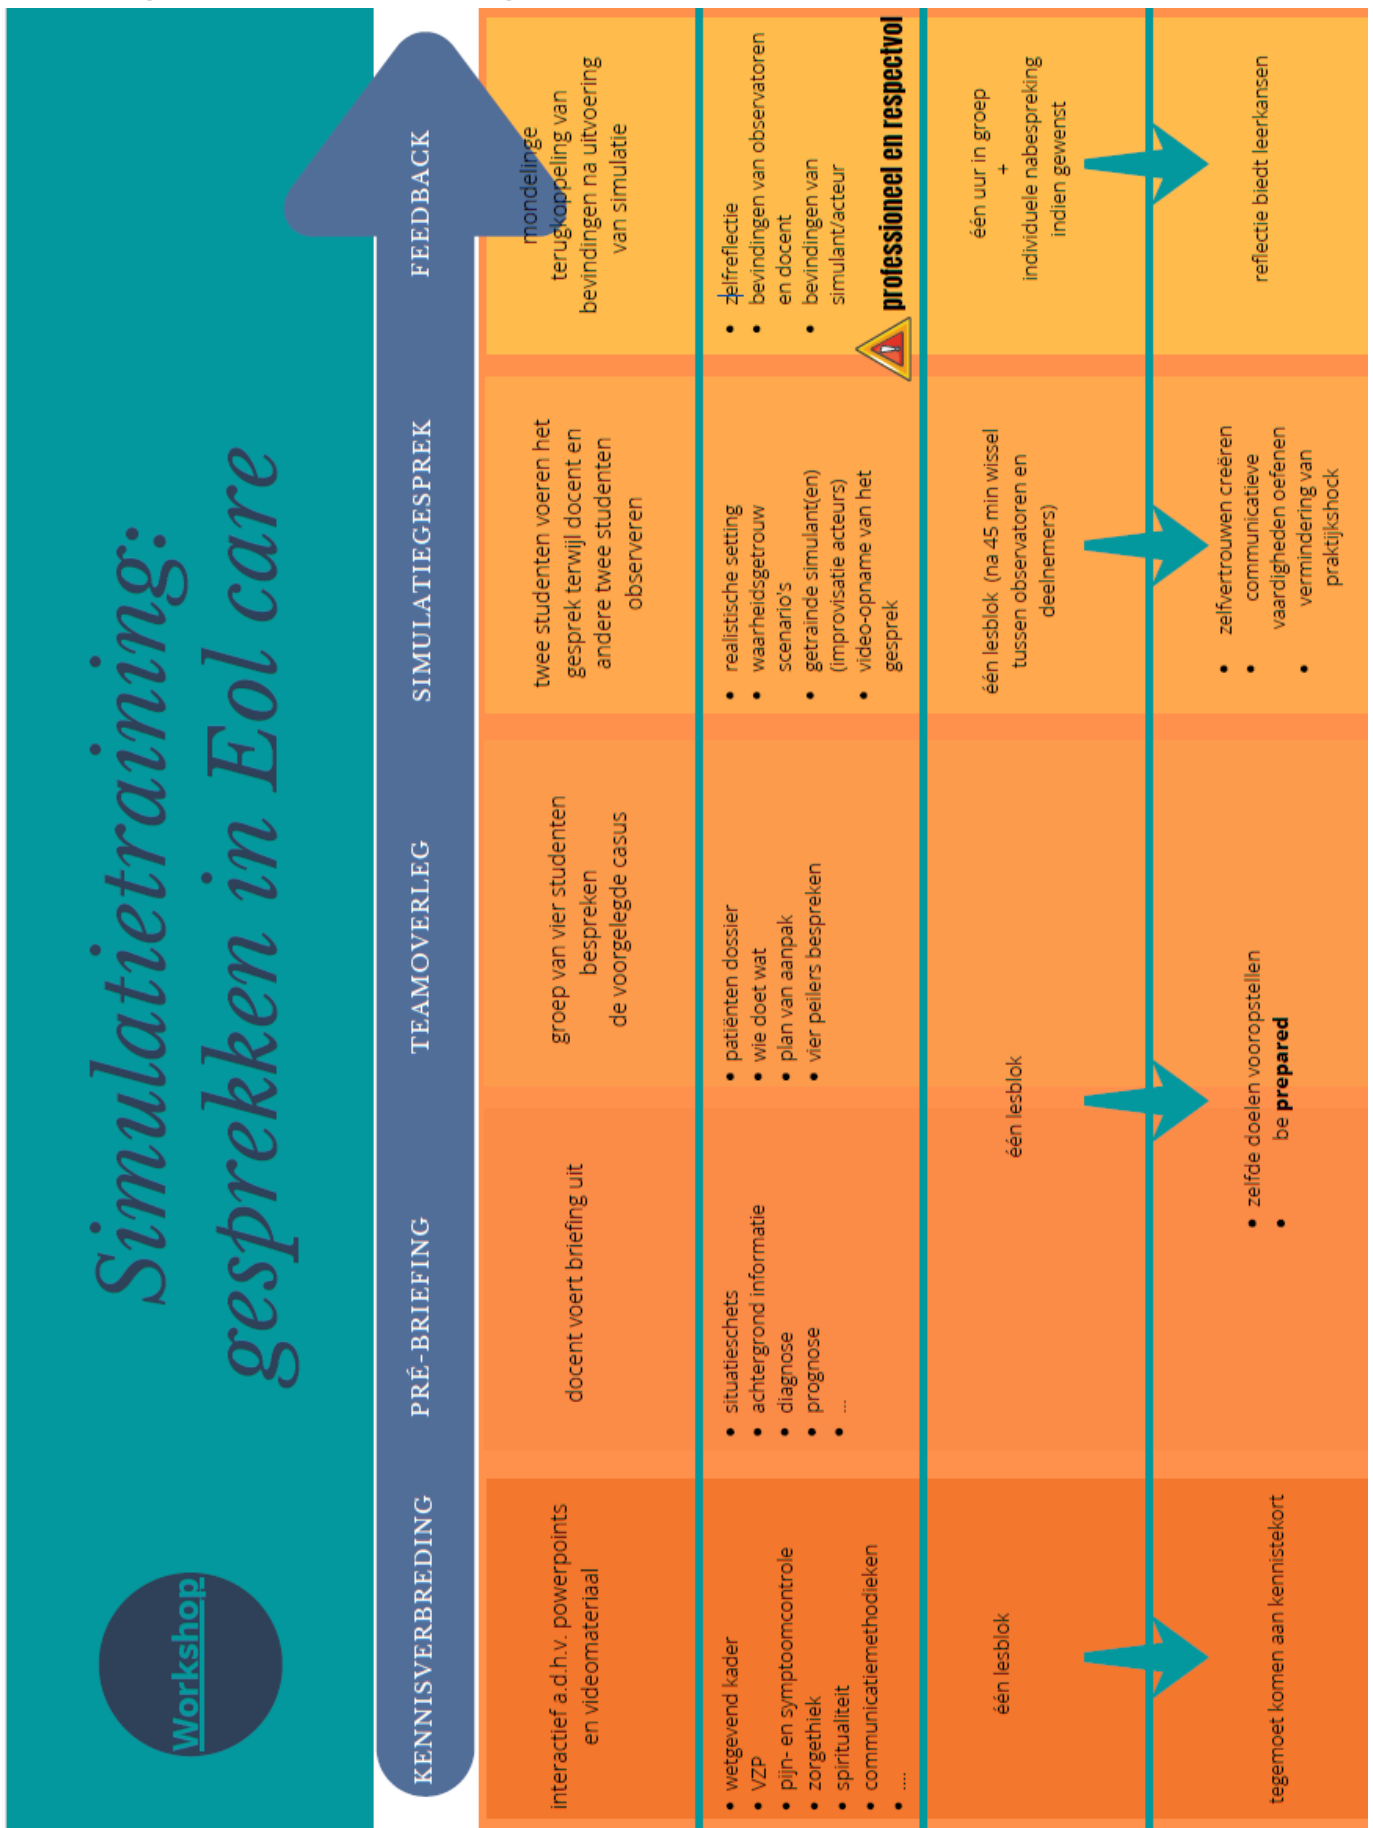 Workshop
Simulatietraining:
gesprekken in Eol care
KENNISVERBREDING
PRÉ-BRIEFING
TEAMOVERLEG
SIMULATIEGESPREK
FEEDBACK
interactief a.d.h.v. powerpoints
en videomateriaal
docent voert briefing uit
groep van vier studenten
bespreken
de voorgelegde casus
twee studenten voeren het
gesprek terwijl docent en
andere twee studenten
observeren
mondelinge
terugkoppeling van
bevindingen na uitvoering
van simulatie
• wetgevend kader
• VZP
• pijn- en symptoomcontrole
• zorgethiek
• spiritualiteit
• communicatiemethodieken
• ....
• situatieschets
• achtergrond informatie
• diagnose
• prognose
• ...
• patiënten dossier
• wie doet wat
• plan van aanpak
• vier peilers bespreken
• realistische setting
• waarheidsgetrouw
scenario's
• getrainde simulant(en)
(improvisatie acteurs)
• video-opname van het
gesprek
• zelfreflectie
• bevindingen van observatoren
en docent
• bevindingen van
simulant/acteur
professioneel en respectvol
één lesblok
één lesblok
één lesblok (na 45 min wissel
tussen observatoren en
deelnemers)
één uur in groep
+
individuele nabespreking
indien gewenst
tegemoet komen aan kennistekort
• zelfde doelen vooropstellen
• be prepared
• zelfvertrouwen creëren
• communicatieve
vaardigheden oefenen
• vermindering van
praktijkshock
reflectie biedt leerkansen